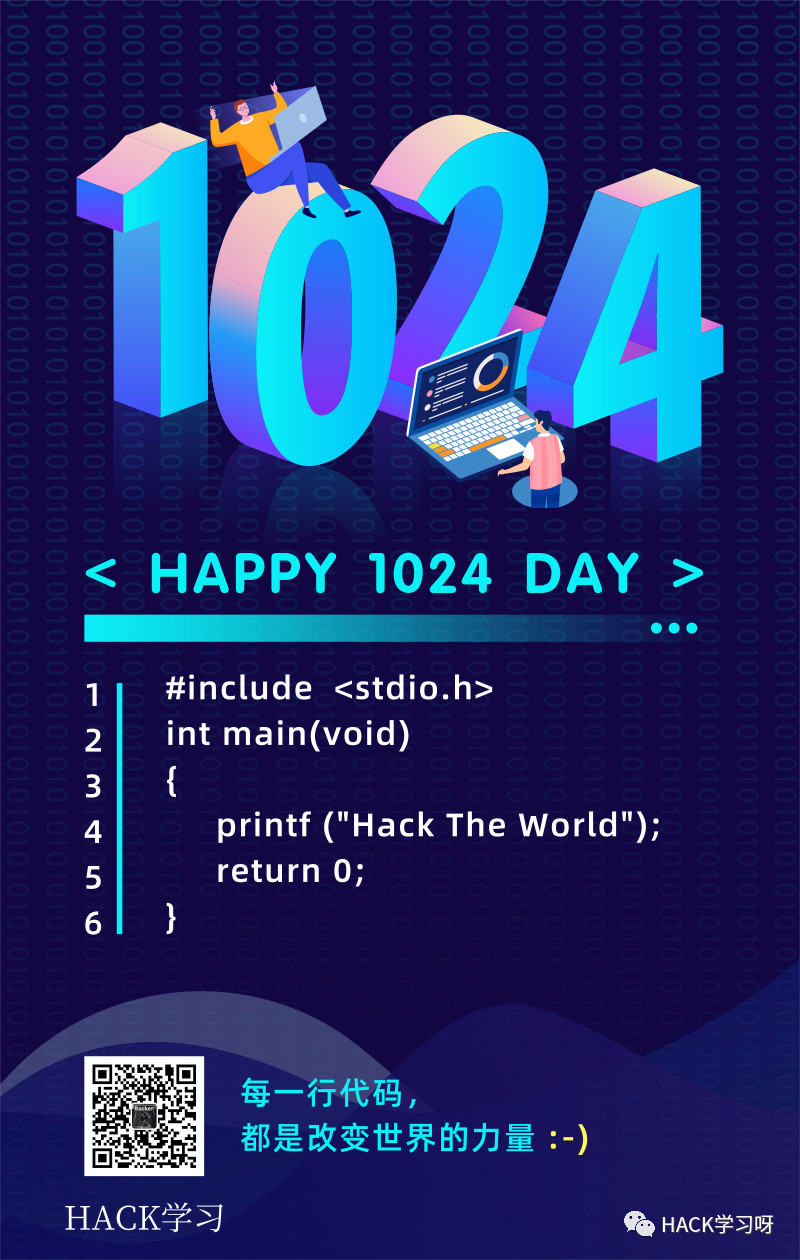 1024
< HAPPY 1024 DAY >
1 #include <stdio.h>
2 int main(void)
3 {
4 printf ("Hack The World");
5 return 0;
6 }
Hacker
每一行代码，
都是改变世界的力量 :-)
HACK学习
HACK学习呀